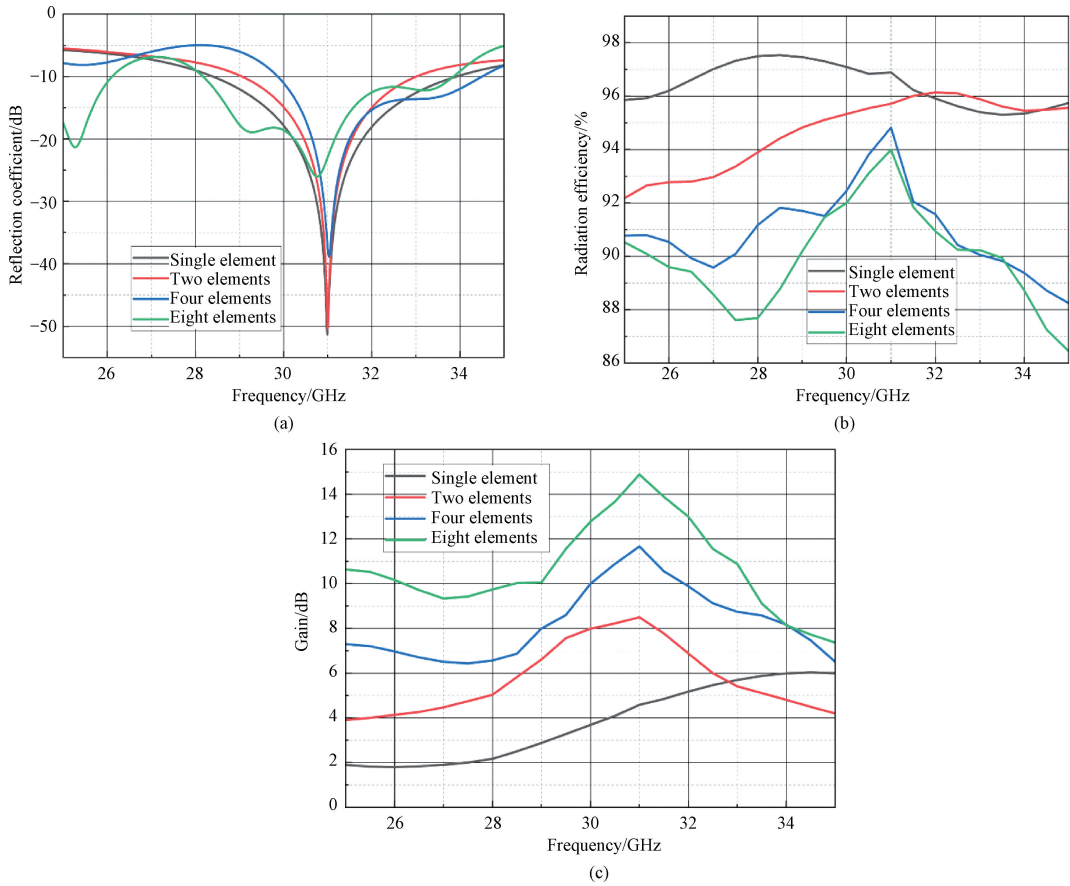 0
−10
−20
−30
−40
−50
Reflection coefficient/dB
Single element
Two elements
Four elements
Eight elements
26 28 30 32 34
Frequency/GHz
(a)
98
96
94
92
90
88
86
Radiation efficiency/%
Single element
Two elements
Four elements
Eight elements
26 28 30 32 34
Frequency/GHz
(b)
16
14
12
10
8
6
4
2
0
Gain/dB
Single element
Two elements
Four elements
Eight elements
26 28 30 32 34
Frequency/GHz
(c)